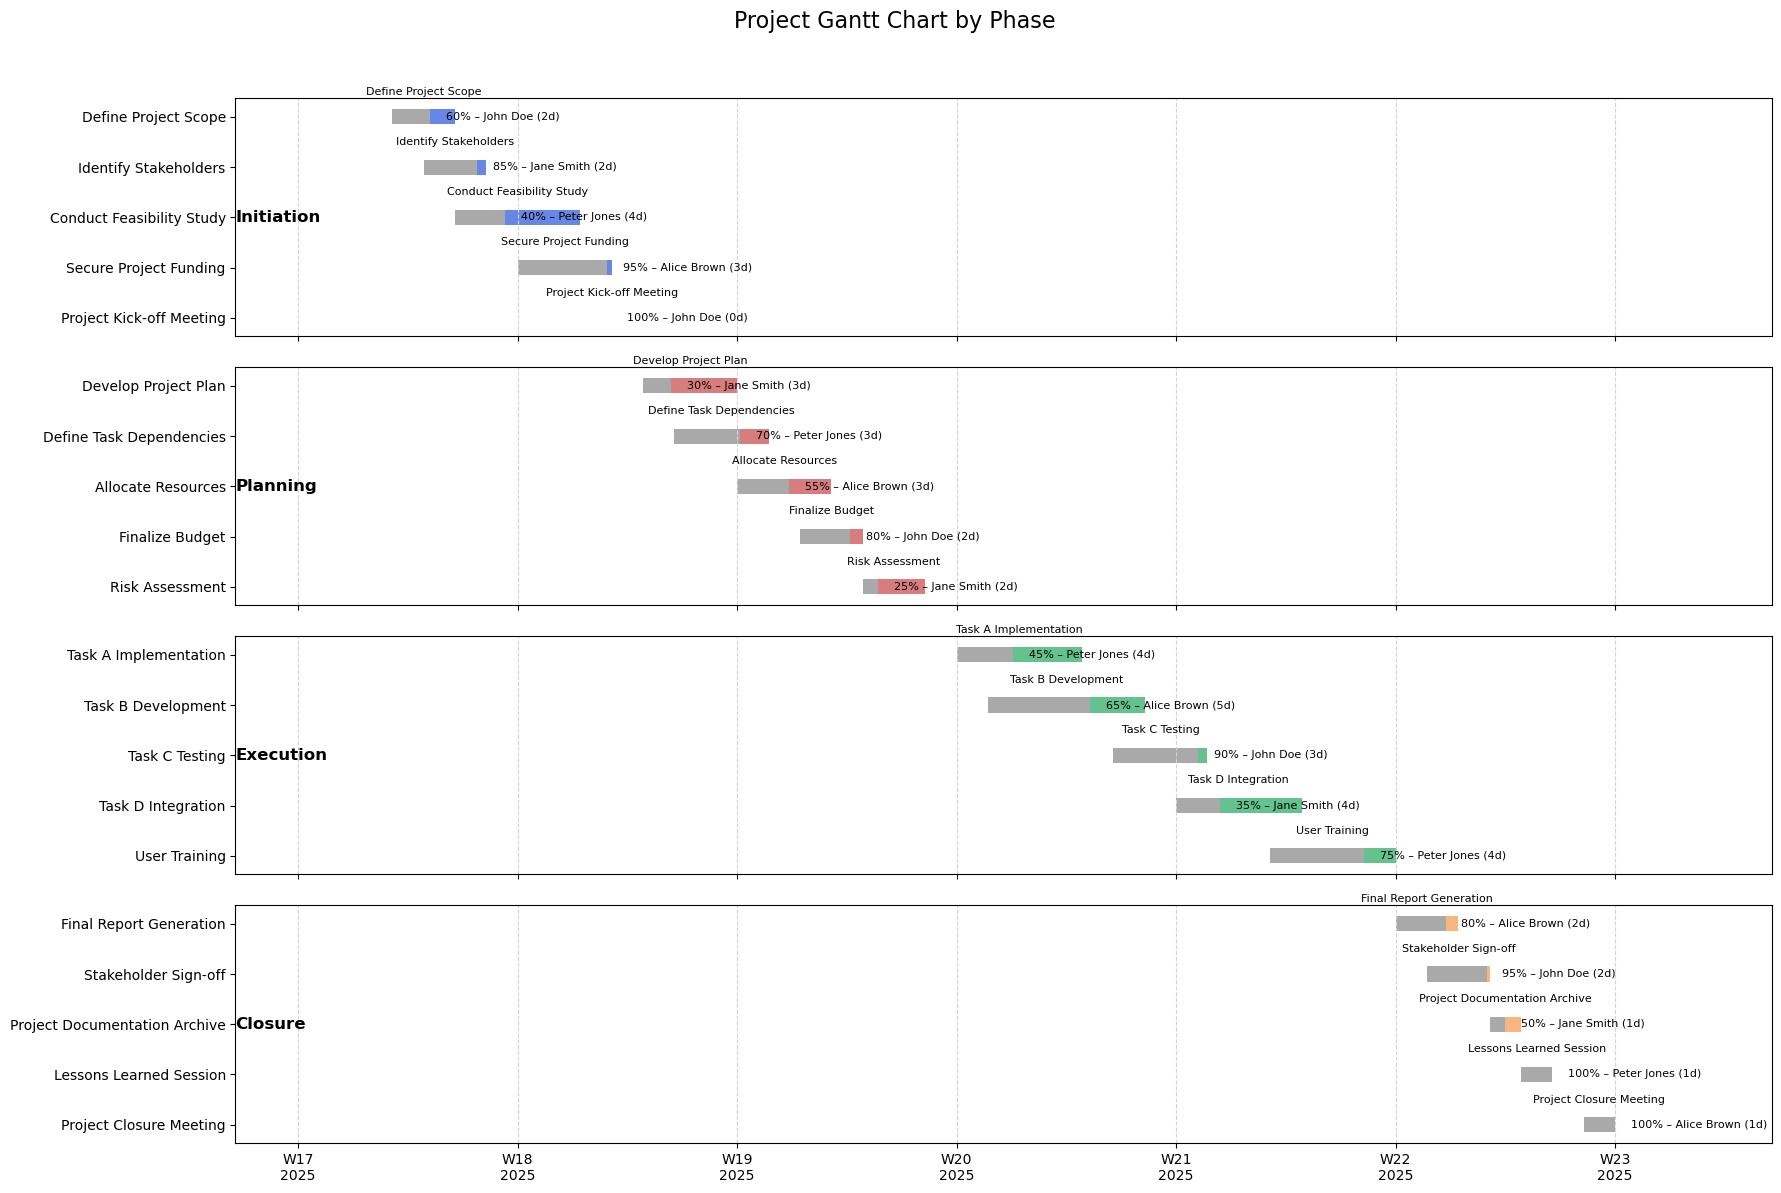 Project Gantt Chart by Phase
Define Project Scope
Define Project Scope
60% – John Doe (2d)
Identify Stakeholders
Identify Stakeholders
85% – Jane Smith (2d)
Conduct Feasibility Study
Conduct Feasibility Study
Initiation
40% – Peter Jones (4d)
Secure Project Funding
Secure Project Funding
95% – Alice Brown (3d)
Project Kick-off Meeting
Project Kick-off Meeting
100% – John Doe (0d)
Develop Project Plan
Develop Project Plan
30% – Jane Smith (3d)
Define Task Dependencies
Define Task Dependencies
70% – Peter Jones (3d)
Allocate Resources
Allocate Resources
Planning
55% – Alice Brown (3d)
Finalize Budget
Finalize Budget
80% – John Doe (2d)
Risk Assessment
Risk Assessment
25% – Jane Smith (2d)
Task A Implementation
Task A Implementation
45% – Peter Jones (4d)
Task B Development
Task B Development
65% – Alice Brown (5d)
Task C Testing
Task C Testing
Execution
90% – John Doe (3d)
Task D Integration
Task D Integration
35% – Jane Smith (4d)
User Training
User Training
75% – Peter Jones (4d)
Final Report Generation
Final Report Generation
80% – Alice Brown (2d)
Stakeholder Sign-off
Stakeholder Sign-off
95% – John Doe (2d)
Project Documentation Archive
Project Documentation Archive
Closure
50% – Jane Smith (1d)
Lessons Learned Session
Lessons Learned Session
100% – Peter Jones (1d)
Project Closure Meeting
Project Closure Meeting
100% – Alice Brown (1d)
W17
2025
W18
2025
W19
2025
W20
2025
W21
2025
W22
2025
W23
2025